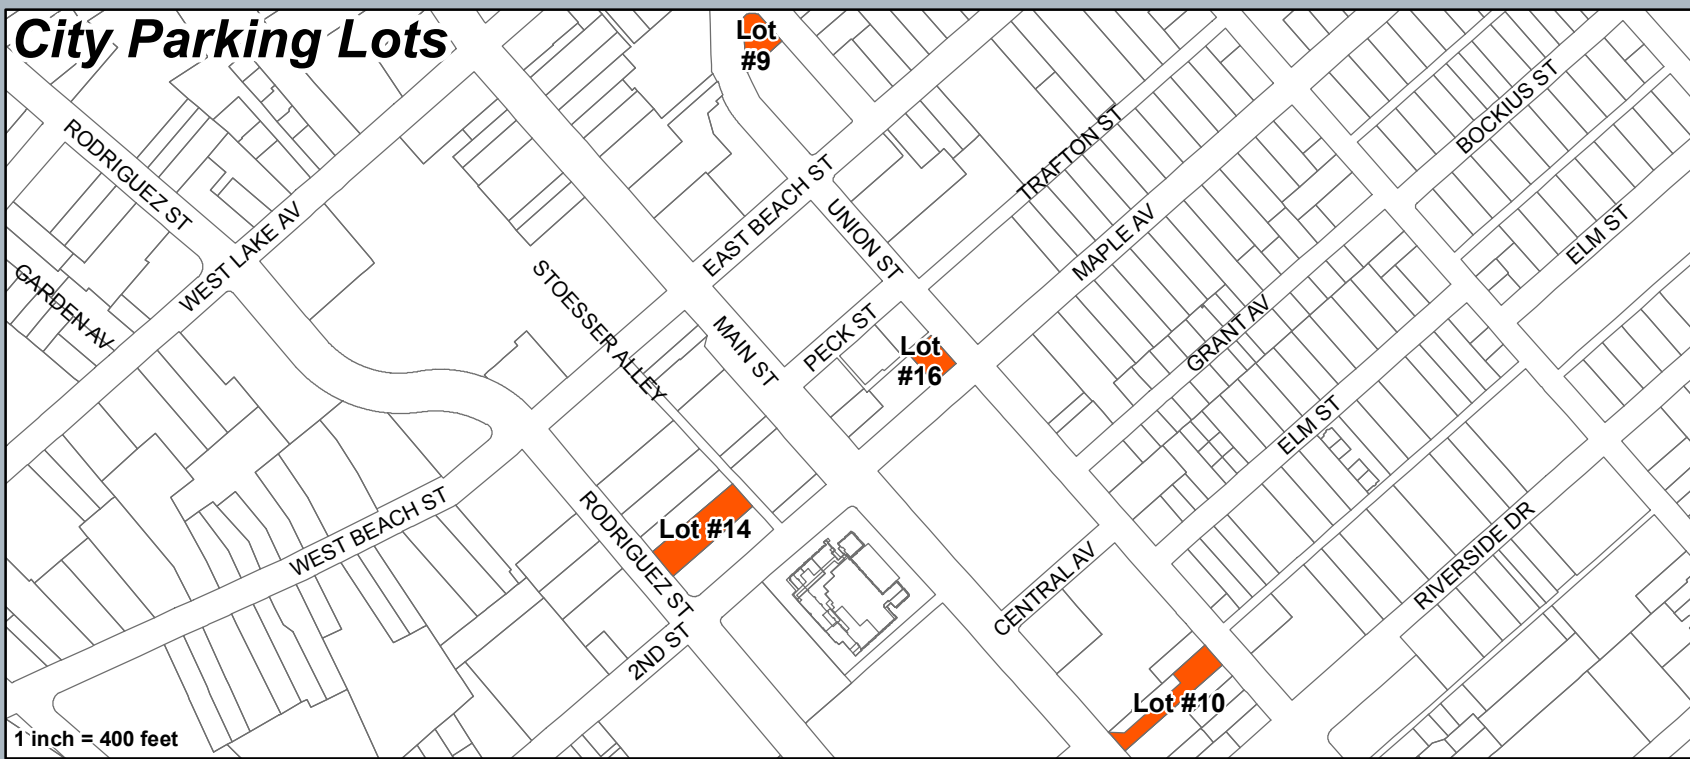 City Parking Lots
Lot
#9
BOCKIUS ST
RODRIGUEZ ST
TRAFTON ST
EAST BEACH ST
WEST LAKE AV
UNION ST
MAPLE AV
ELM ST
GARDEN AV
STOESSER ALLEY
MAIN ST
PECK ST
Lot
#16
GRANT AV
ELM ST
WEST BEACH ST
RODRIGUEZ ST
Lot #14
RIVERSIDE DR
CENTRAL AV
2ND ST
Lot #10
1 inch = 400 feet